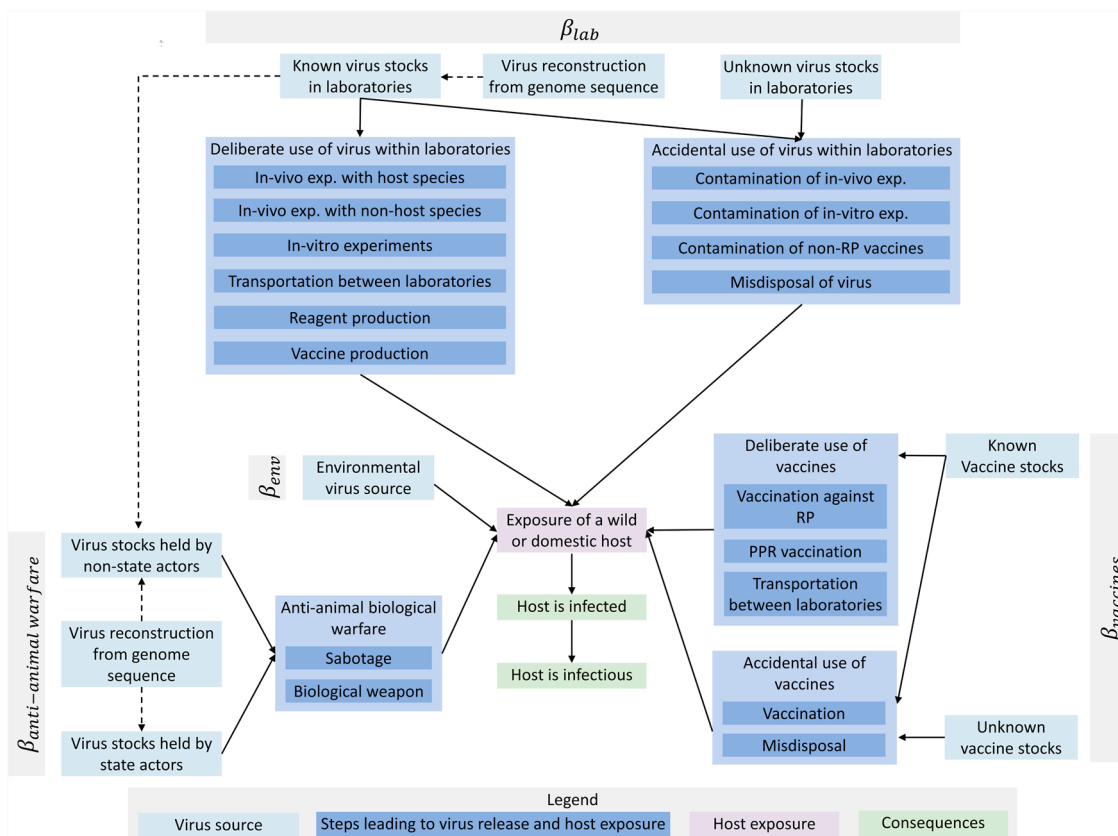 β_lab
Known virus stocks
in laboratories
Virus reconstruction
from genome sequence
Unknown virus stocks
in laboratories
Deliberate use of virus within laboratories
In-vivo exp. with host species
In-vivo exp. with non-host species
In-vitro experiments
Transportation between laboratories
Reagent production
Vaccine production
Accidental use of virus within laboratories
Contamination of in-vivo exp.
Contamination of in-vitro exp.
Contamination of non-RP vaccines
Misdisposal of virus
β_env
Environmental
virus source
Exposure of a wild
or domestic host
Host is infected
Host is infectious
Deliberate use of
vaccines
Vaccination against
RP
PPR vaccination
Transportation
between laboratories
Known
Vaccine stocks
Accidental use of
vaccines
Vaccination
Misdisposal
Unknown
vaccine stocks
β_vaccines
β_anti−animal warfare
Virus stocks held by
non-state actors
Virus reconstruction
from genome
sequence
Virus stocks held by
state actors
Anti-animal biological
warfare
Sabotage
Biological weapon
Legend
Virus source
Steps leading to virus release and host exposure
Host exposure
Consequences